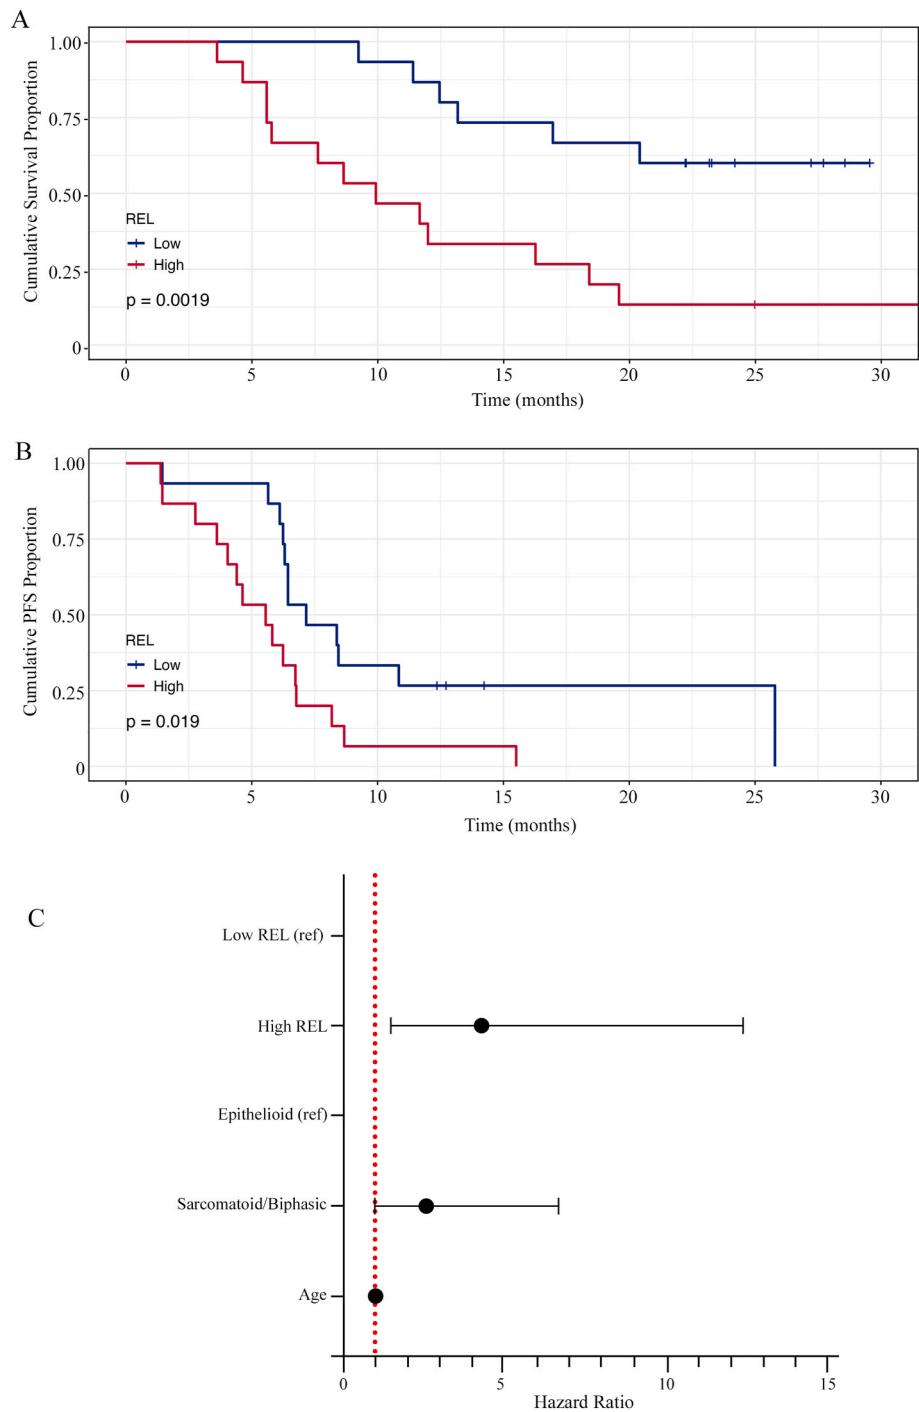 A
Cumulative Survival Proportion
1.00
0.75
0.50
0.25
0
REL
Low
High
p = 0.0019
0 5 10 15 20 25 30
Time (months)
B
Cumulative PFS Proportion
1.00
0.75
0.50
0.25
0
REL
Low
High
p = 0.019
0 5 10 15 20 25 30
Time (months)
C
Low REL (ref)
High REL
Epithelioid (ref)
Sarcomatoid/Biphasic
Age
0 5 10 15
Hazard Ratio